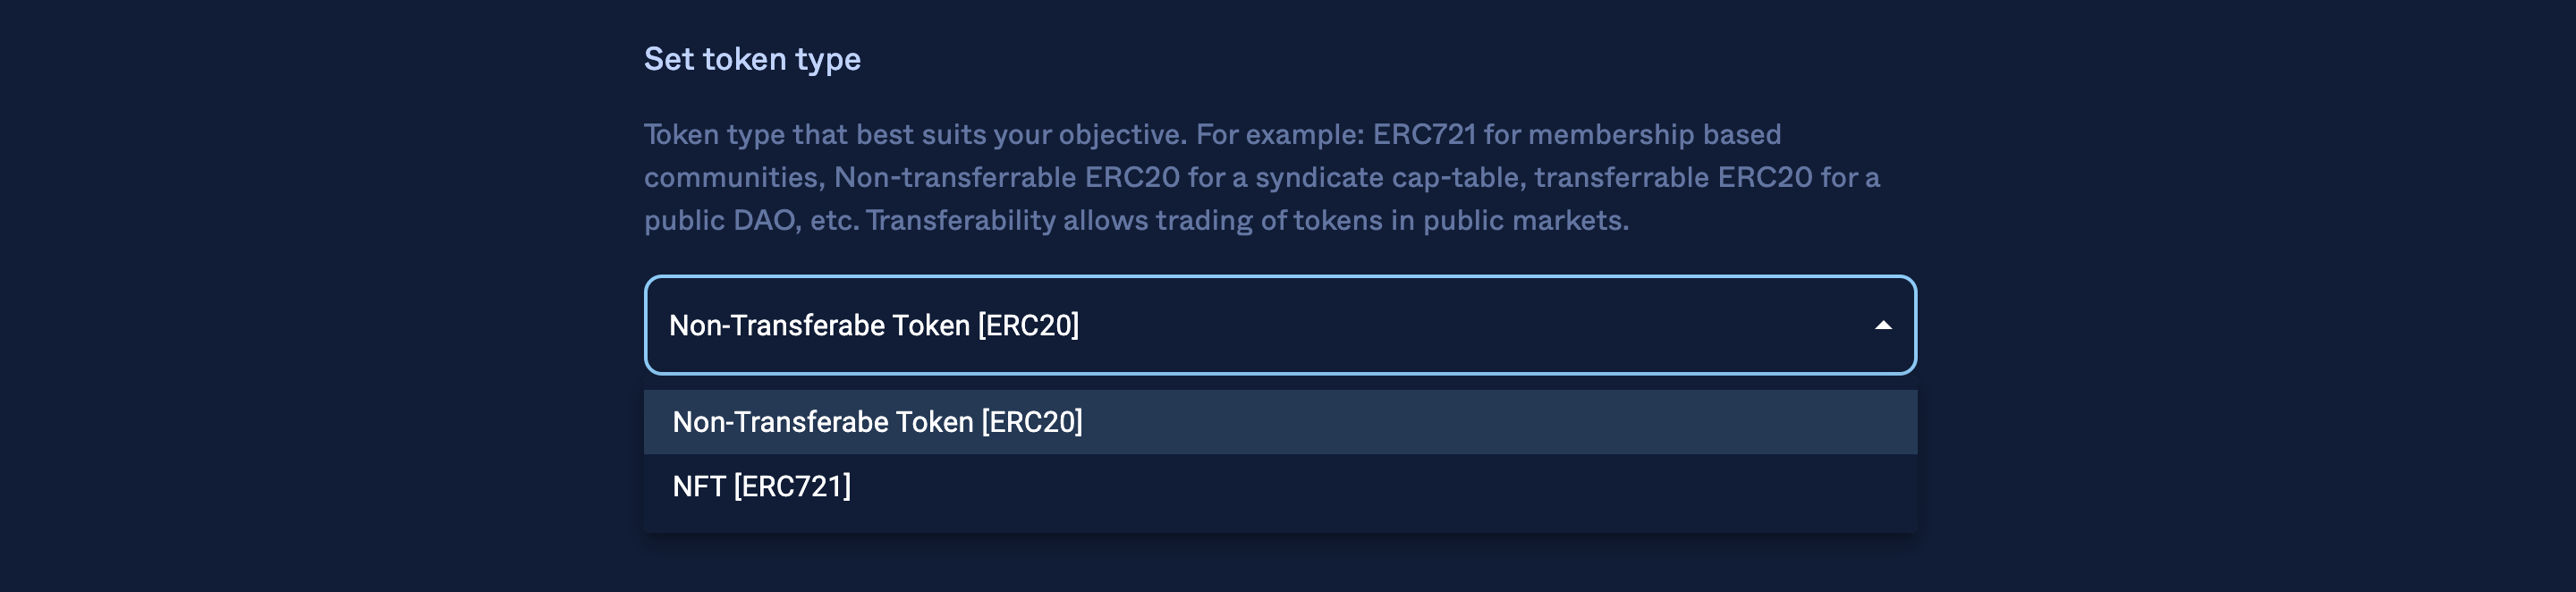 Set token type
Token type that best suits your objective. For example: ERC721 for membership based
communities, Non-transferrable ERC20 for a syndicate cap-table, transferrable ERC20 for a
public DAO, etc. Transferability allows trading of tokens in public markets.
Non-Transferabe Token [ERC20]
Non-Transferabe Token [ERC20]
NFT [ERC721]